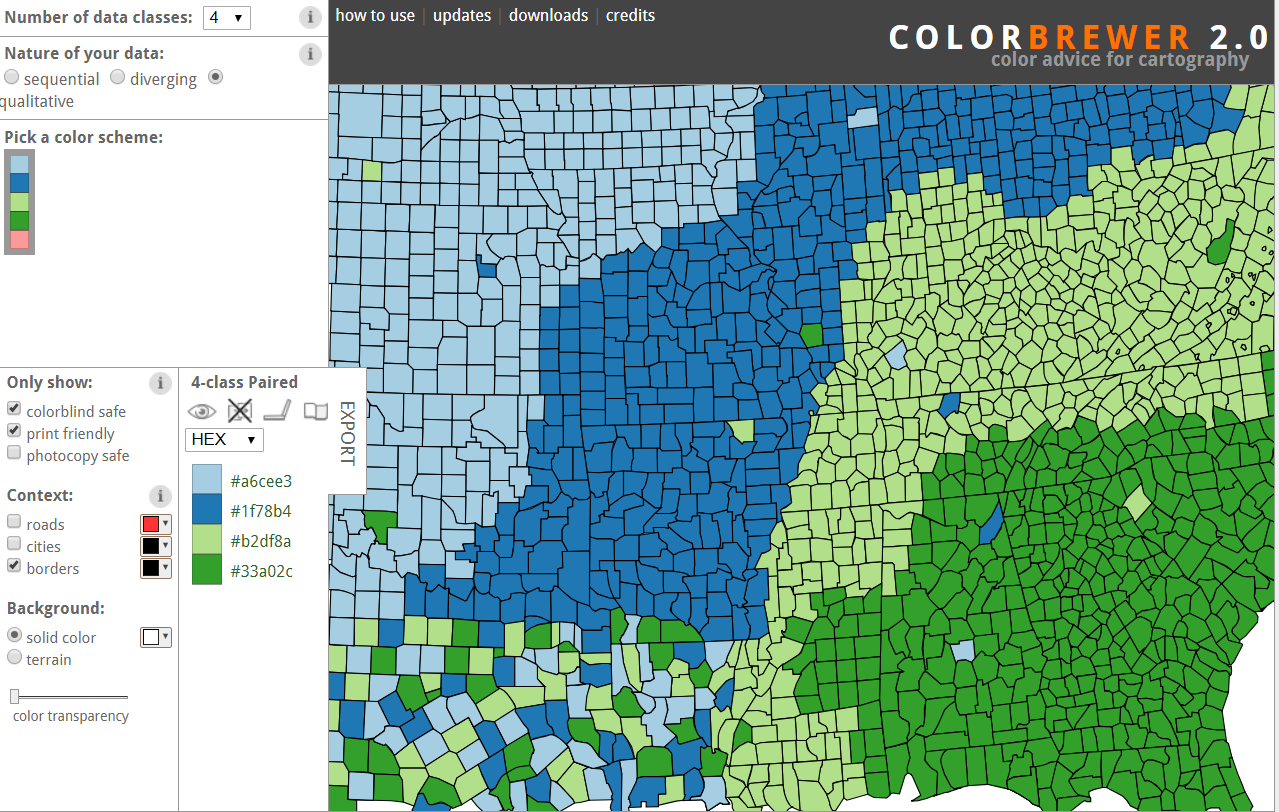 Number of data classes: 4
i
how to use | updates | downloads | credits
COLORBREWER 2.0
color advice for cartography
Nature of your data:
i
sequential diverging
qualitative
Pick a color scheme:
Only show:
i
colorblind safe
print friendly
photocopy safe
Context:
i
roads
cities
borders
Background:
solid color
terrain
color transparency
4-class Paired
HEX
EXPORT
#a6cee3
#1f78b4
#b2df8a
#33a02c